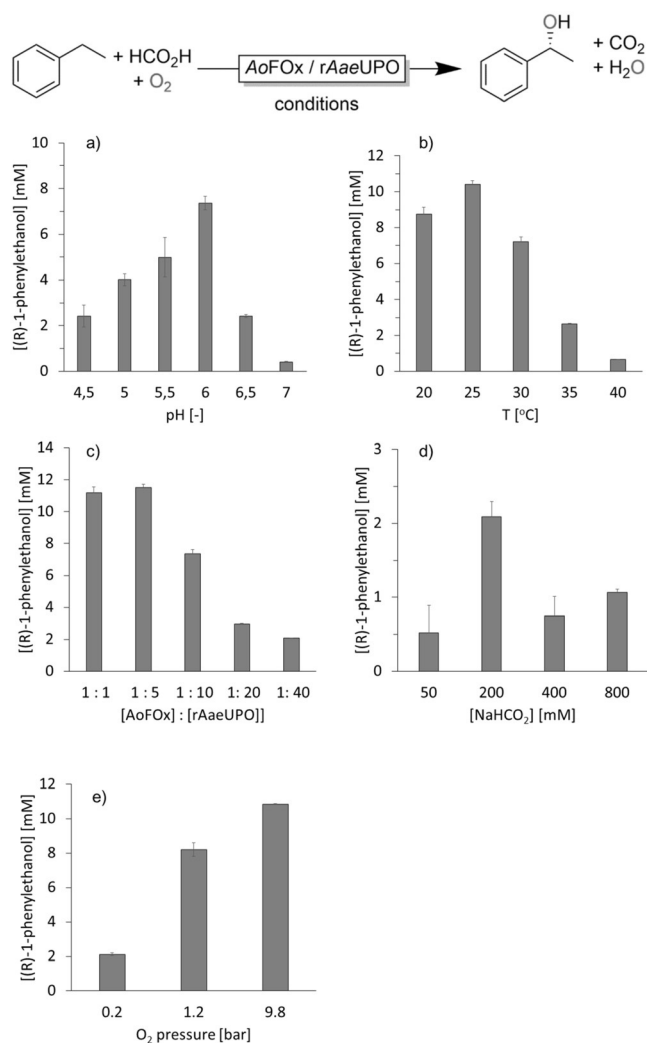 OH
+ HCO₂H
+ O₂
AoFOx / rAaeUPO
conditions
+ CO₂
+ H₂O
a)
[(R)-1-phenylethanol] [mM]
10
8
6
4
2
0
4,5 5 5,5 6 6,5 7
pH [-]
b)
[(R)-1-phenylethanol] [mM]
12
10
8
6
4
2
0
20 25 30 35 40
T [°C]
c)
[(R)-1-phenylethanol] [mM]
14
12
10
8
6
4
2
0
1 : 1 1 : 5 1 : 10 1: 20 1: 40
[AoFOx] : [rAaeUPO]]
d)
[(R)-1-phenylethanol] [mM]
3
2
1
0
50 200 400 800
[NaHCO₂] [mM]
e)
[(R)-1-phenylethanol] [mM]
12
10
8
6
4
2
0
0.2 1.2 9.8
O₂ pressure [bar]